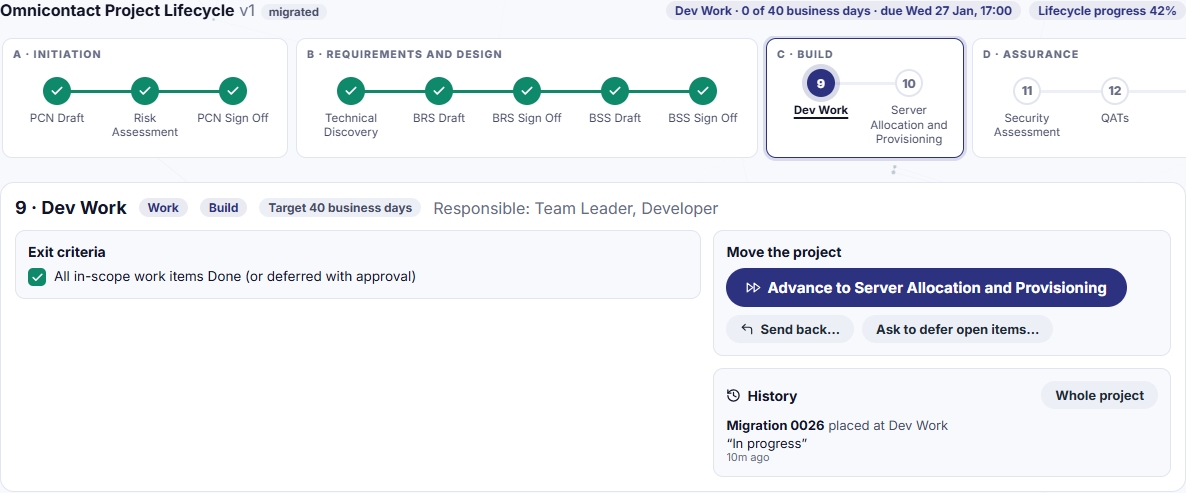 Omnicontact Project Lifecycle v1 migrated
Dev Work · 0 of 40 business days · due Wed 27 Jan, 17:00
Lifecycle progress 42%
A · INITIATION
PCN Draft
Risk
Assessment
PCN Sign Off
B · REQUIREMENTS AND DESIGN
Technical
Discovery
BRS Draft
BRS Sign Off
BSS Draft
BSS Sign Off
C · BUILD
9
Dev Work
10
Server
Allocation and
Provisioning
D · ASSURANCE
11
Security
Assessment
12
QATs
9 · Dev Work
Work
Build
Target 40 business days
Responsible: Team Leader, Developer
Exit criteria
All in-scope work items Done (or deferred with approval)
Move the project
Advance to Server Allocation and Provisioning
Send back...
Ask to defer open items...
History
Whole project
Migration 0026 placed at Dev Work
“In progress”
10m ago